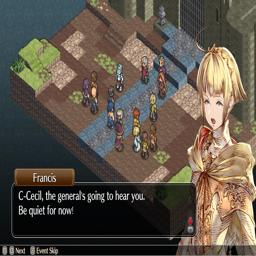 Francis
C-Cecil, the general's going to hear you.
Be quiet for now!
Next
Event Skip